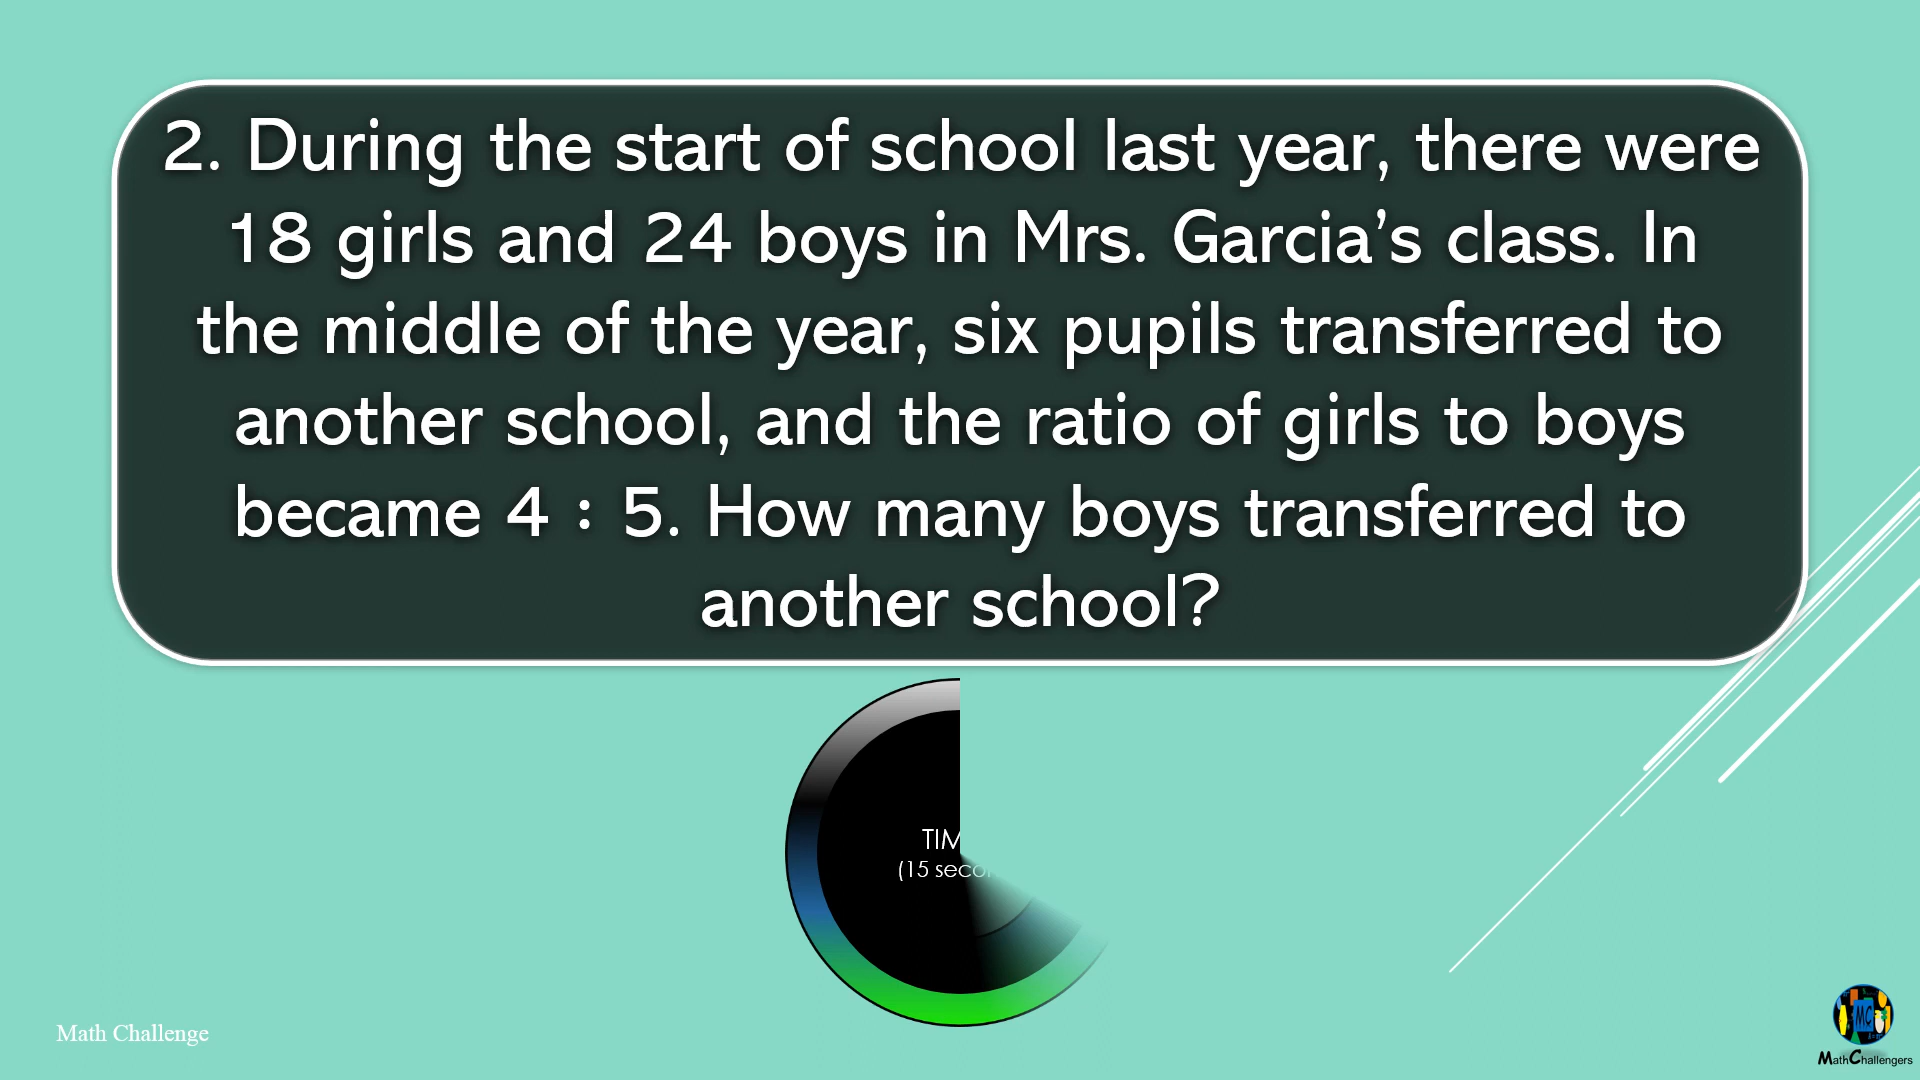 2. During the start of school last year, there were
18 girls and 24 boys in Mrs. Garcia’s class. In
the middle of the year, six pupils transferred to
another school, and the ratio of girls to boys
became 4 : 5. How many boys transferred to
another school?
TIM
(15 secon
Math Challenge
MC
MathChallengers